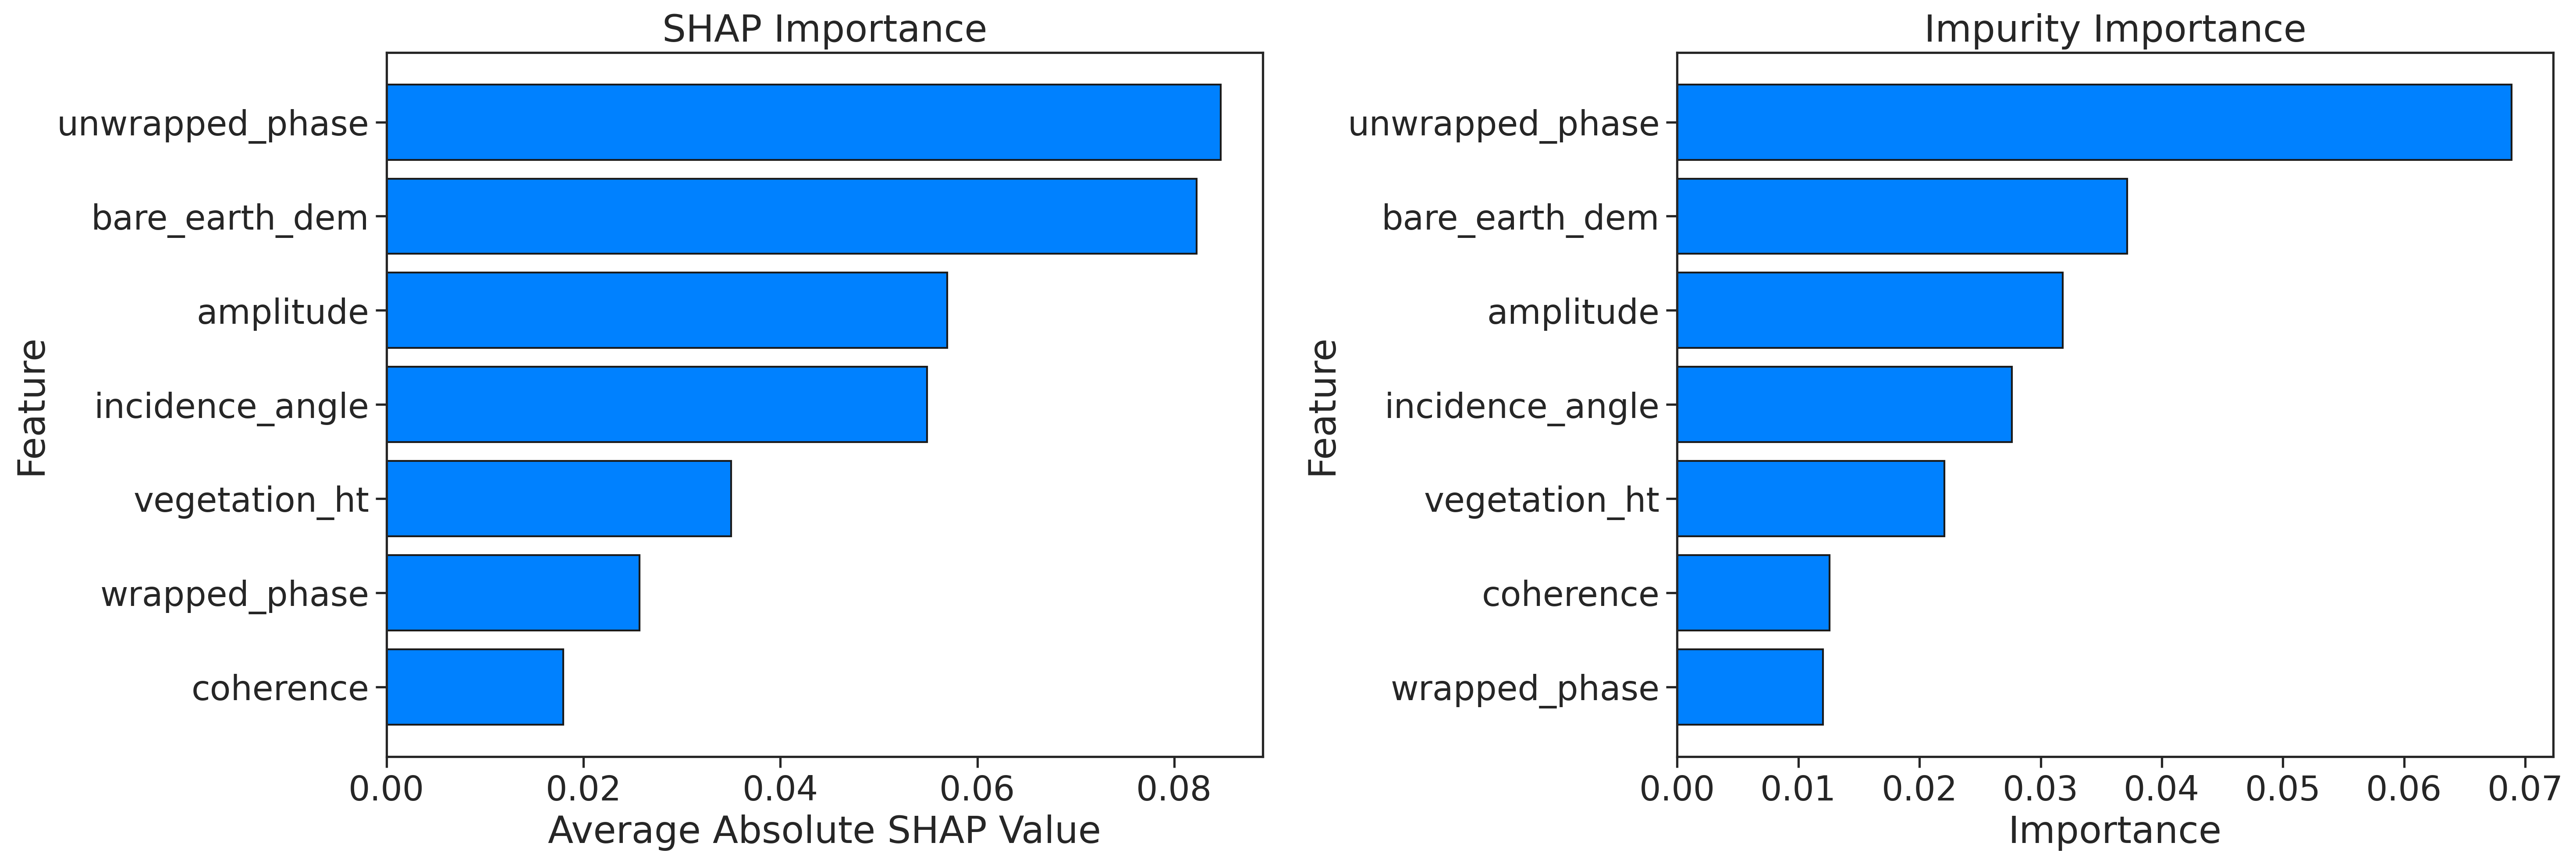 SHAP Importance
unwrapped_phase
bare_earth_dem
amplitude
incidence_angle
vegetation_ht
wrapped_phase
coherence
Feature
0.00 0.02 0.04 0.06 0.08
Average Absolute SHAP Value
Impurity Importance
unwrapped_phase
bare_earth_dem
amplitude
incidence_angle
vegetation_ht
coherence
wrapped_phase
Feature
0.00 0.01 0.02 0.03 0.04 0.05 0.06 0.07
Importance